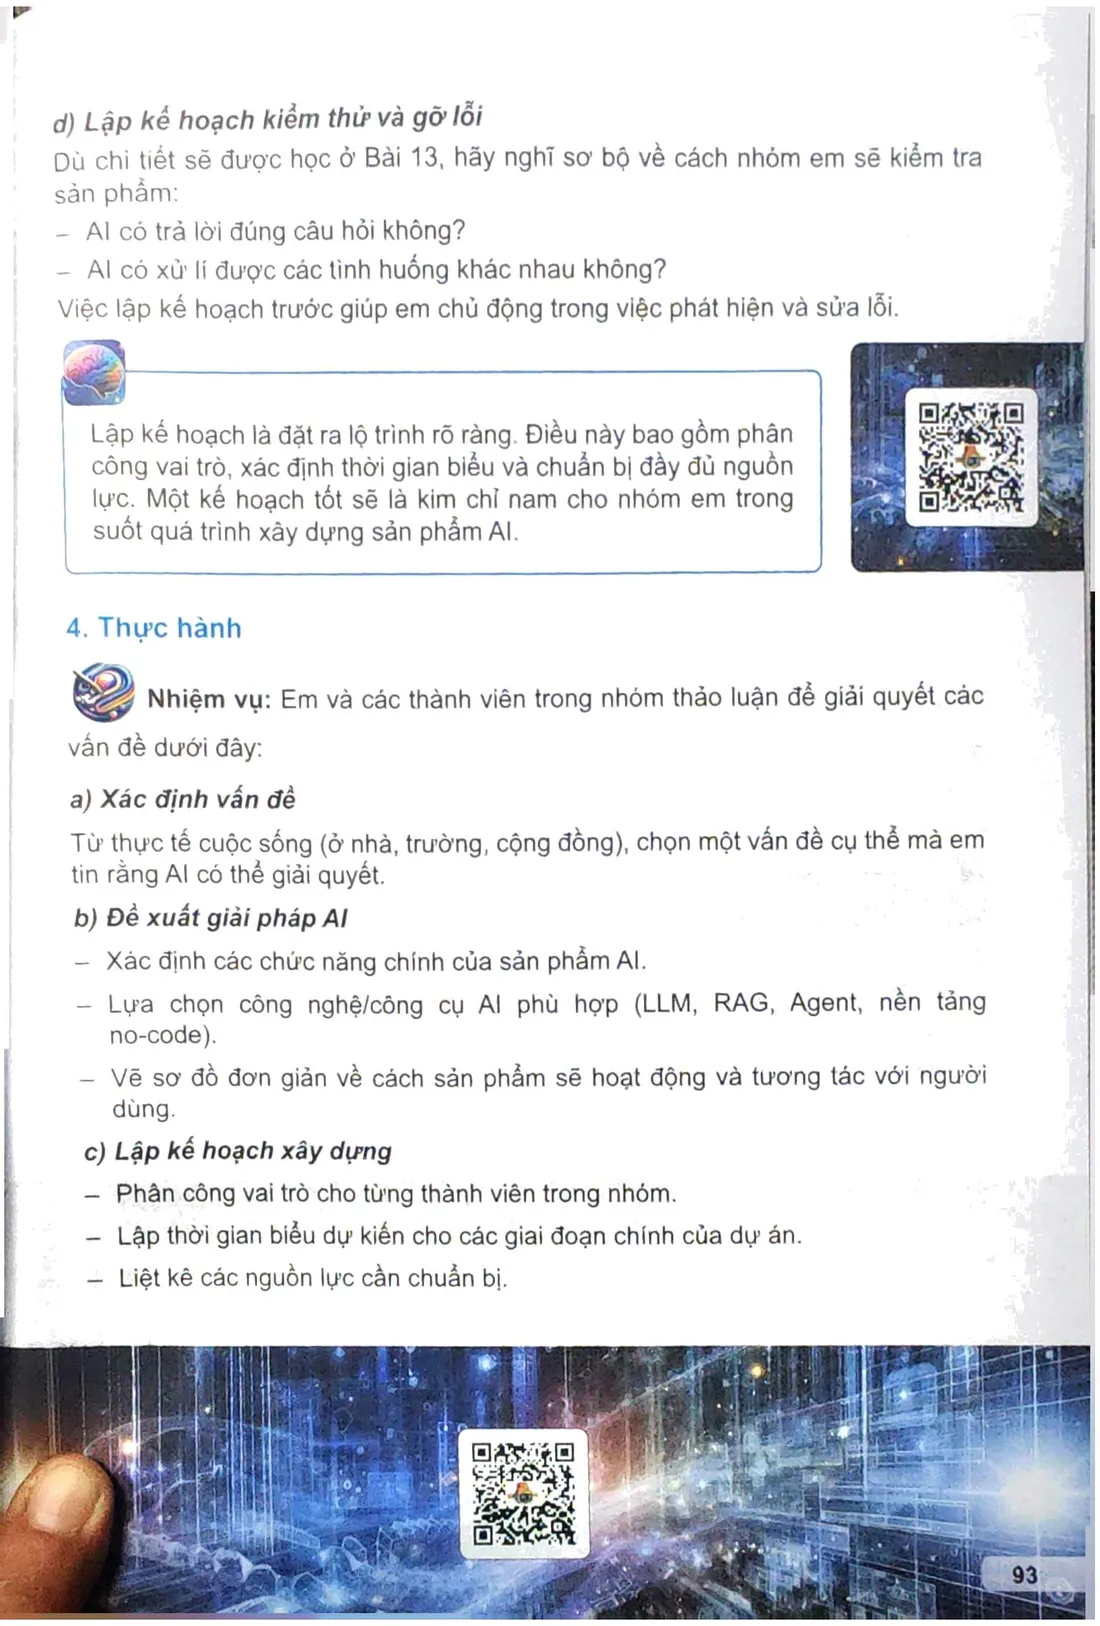 d) Lập kế hoạch kiểm thử và gỡ lỗi
Dù chi tiết sẽ được học ở Bài 13, hãy nghĩ sơ bộ về cách nhóm em sẽ kiểm tra
sản phẩm:
– AI có trả lời đúng câu hỏi không?
– AI có xử lí được các tình huống khác nhau không?
Việc lập kế hoạch trước giúp em chủ động trong việc phát hiện và sửa lỗi.
Lập kế hoạch là đặt ra lộ trình rõ ràng. Điều này bao gồm phân
công vai trò, xác định thời gian biểu và chuẩn bị đầy đủ nguồn
lực. Một kế hoạch tốt sẽ là kim chỉ nam cho nhóm em trong
suốt quá trình xây dựng sản phẩm AI.
4. Thực hành
Nhiệm vụ: Em và các thành viên trong nhóm thảo luận để giải quyết các
vấn đề dưới đây:
a) Xác định vấn đề
Từ thực tế cuộc sống (ở nhà, trường, cộng đồng), chọn một vấn đề cụ thể mà em
tin rằng AI có thể giải quyết.
b) Đề xuất giải pháp AI
– Xác định các chức năng chính của sản phẩm AI.
– Lựa chọn công nghệ/công cụ AI phù hợp (LLM, RAG, Agent, nền tảng
no-code).
– Vẽ sơ đồ đơn giản về cách sản phẩm sẽ hoạt động và tương tác với người
dùng.
c) Lập kế hoạch xây dựng
– Phân công vai trò cho từng thành viên trong nhóm.
– Lập thời gian biểu dự kiến cho các giai đoạn chính của dự án.
– Liệt kê các nguồn lực cần chuẩn bị.
93